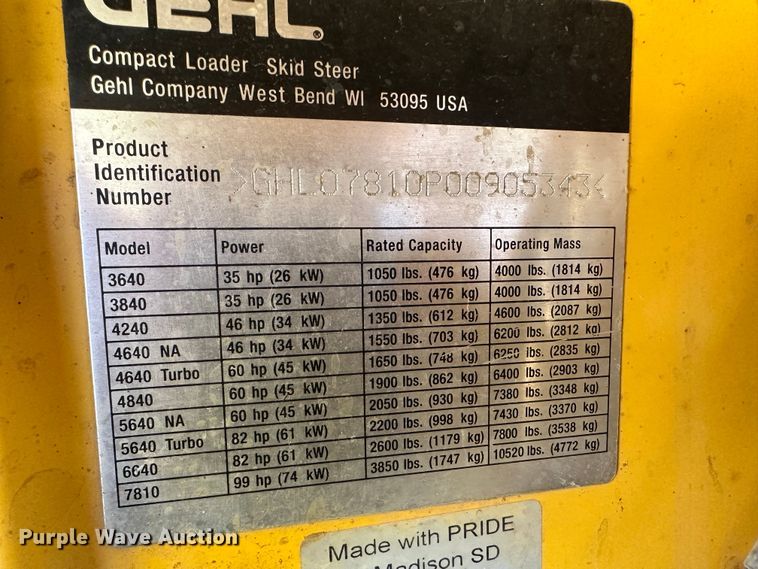 GEHL®
Compact Loader Skid Steer
Gehl Company West Bend WI 53095 USA
Product
Identification
Number
>GHL07810P00905343<
Model Power Rated Capacity Operating Mass
3640 35 hp (26 kW) 1050 lbs. (476 kg) 4000 lbs. (1814 kg)
3840 35 hp (26 kW) 1050 lbs. (476 kg) 4000 lbs. (1814 kg)
4240 46 hp (34 kW) 1350 lbs. (612 kg) 4600 lbs. (2087 kg)
4640 NA 46 hp (34 kW) 1550 lbs. (703 kg) 6200 lbs. (2812 kg)
4640 Turbo 60 hp (45 kW) 1650 lbs. (748 kg) 6250 lbs. (2835 kg)
4840 60 hp (45 kW) 1900 lbs. (862 kg) 6400 lbs. (2903 kg)
5640 NA 60 hp (45 kW) 2050 lbs. (930 kg) 7380 lbs. (3348 kg)
5640 Turbo 82 hp (61 kW) 2200 lbs. (998 kg) 7430 lbs. (3370 kg)
6640 82 hp (61 kW) 2600 lbs. (1179 kg) 7800 lbs. (3538 kg)
7810 99 hp (74 kW) 3850 lbs. (1747 kg) 10520 lbs. (4772 kg)
Made with PRIDE
Madison SD
Purple Wave Auction